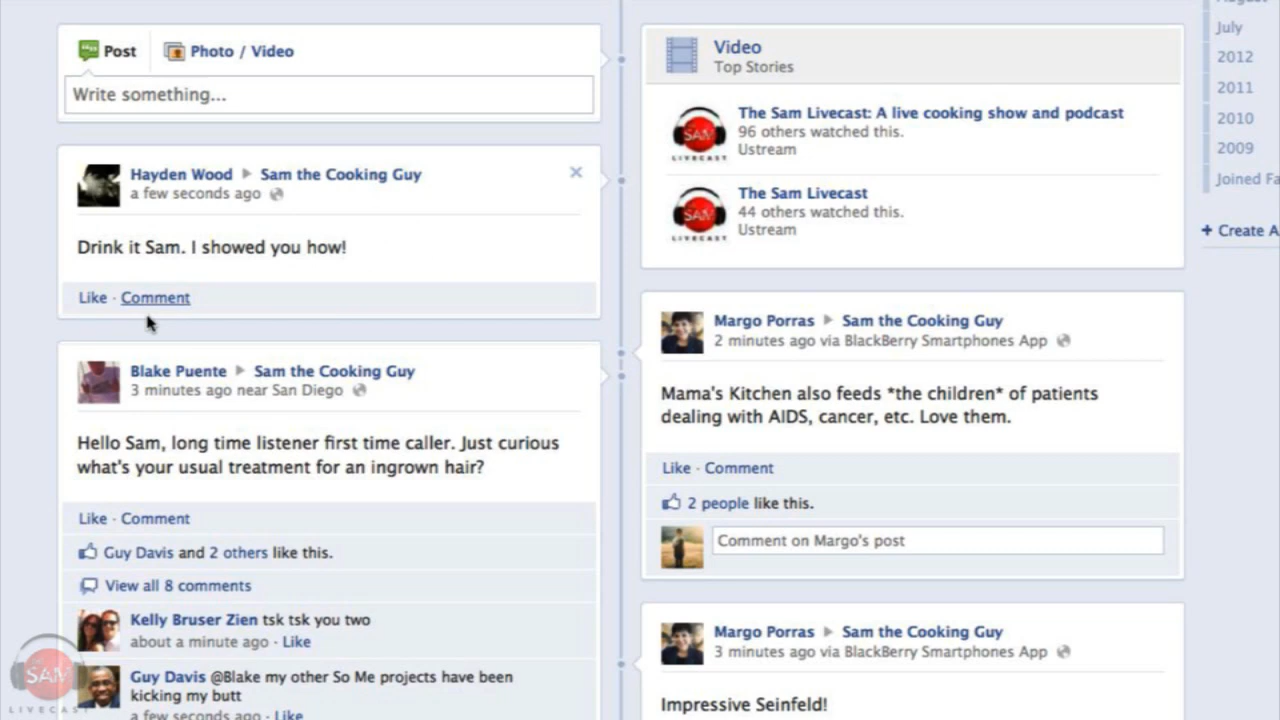 Post
Photo / Video
Write something...
Hayden Wood ▶ Sam the Cooking Guy
a few seconds ago
Drink it Sam. I showed you how!
Like · Comment
Blake Puente ▶ Sam the Cooking Guy
3 minutes ago near San Diego
Hello Sam, long time listener first time caller. Just curious
what's your usual treatment for an ingrown hair?
Like · Comment
Guy Davis and 2 others like this.
View all 8 comments
Kelly Bruser Zien tsk tsk you two
about a minute ago · Like
Guy Davis @Blake my other So Me projects have been
kicking my butt
a few seconds ago · Like
SAM
LIVECAST
Video
Top Stories
SAM
LIVECAST
The Sam Livecast: A live cooking show and podcast
96 others watched this.
Ustream
SAM
LIVECAST
The Sam Livecast
44 others watched this.
Ustream
Margo Porras ▶ Sam the Cooking Guy
2 minutes ago via BlackBerry Smartphones App
Mama's Kitchen also feeds *the children* of patients
dealing with AIDS, cancer, etc. Love them.
Like · Comment
2 people like this.
Comment on Margo's post
Margo Porras ▶ Sam the Cooking Guy
3 minutes ago via BlackBerry Smartphones App
Impressive Seinfeld!
August
July
2012
2011
2010
2009
Joined Fa
+ Create A